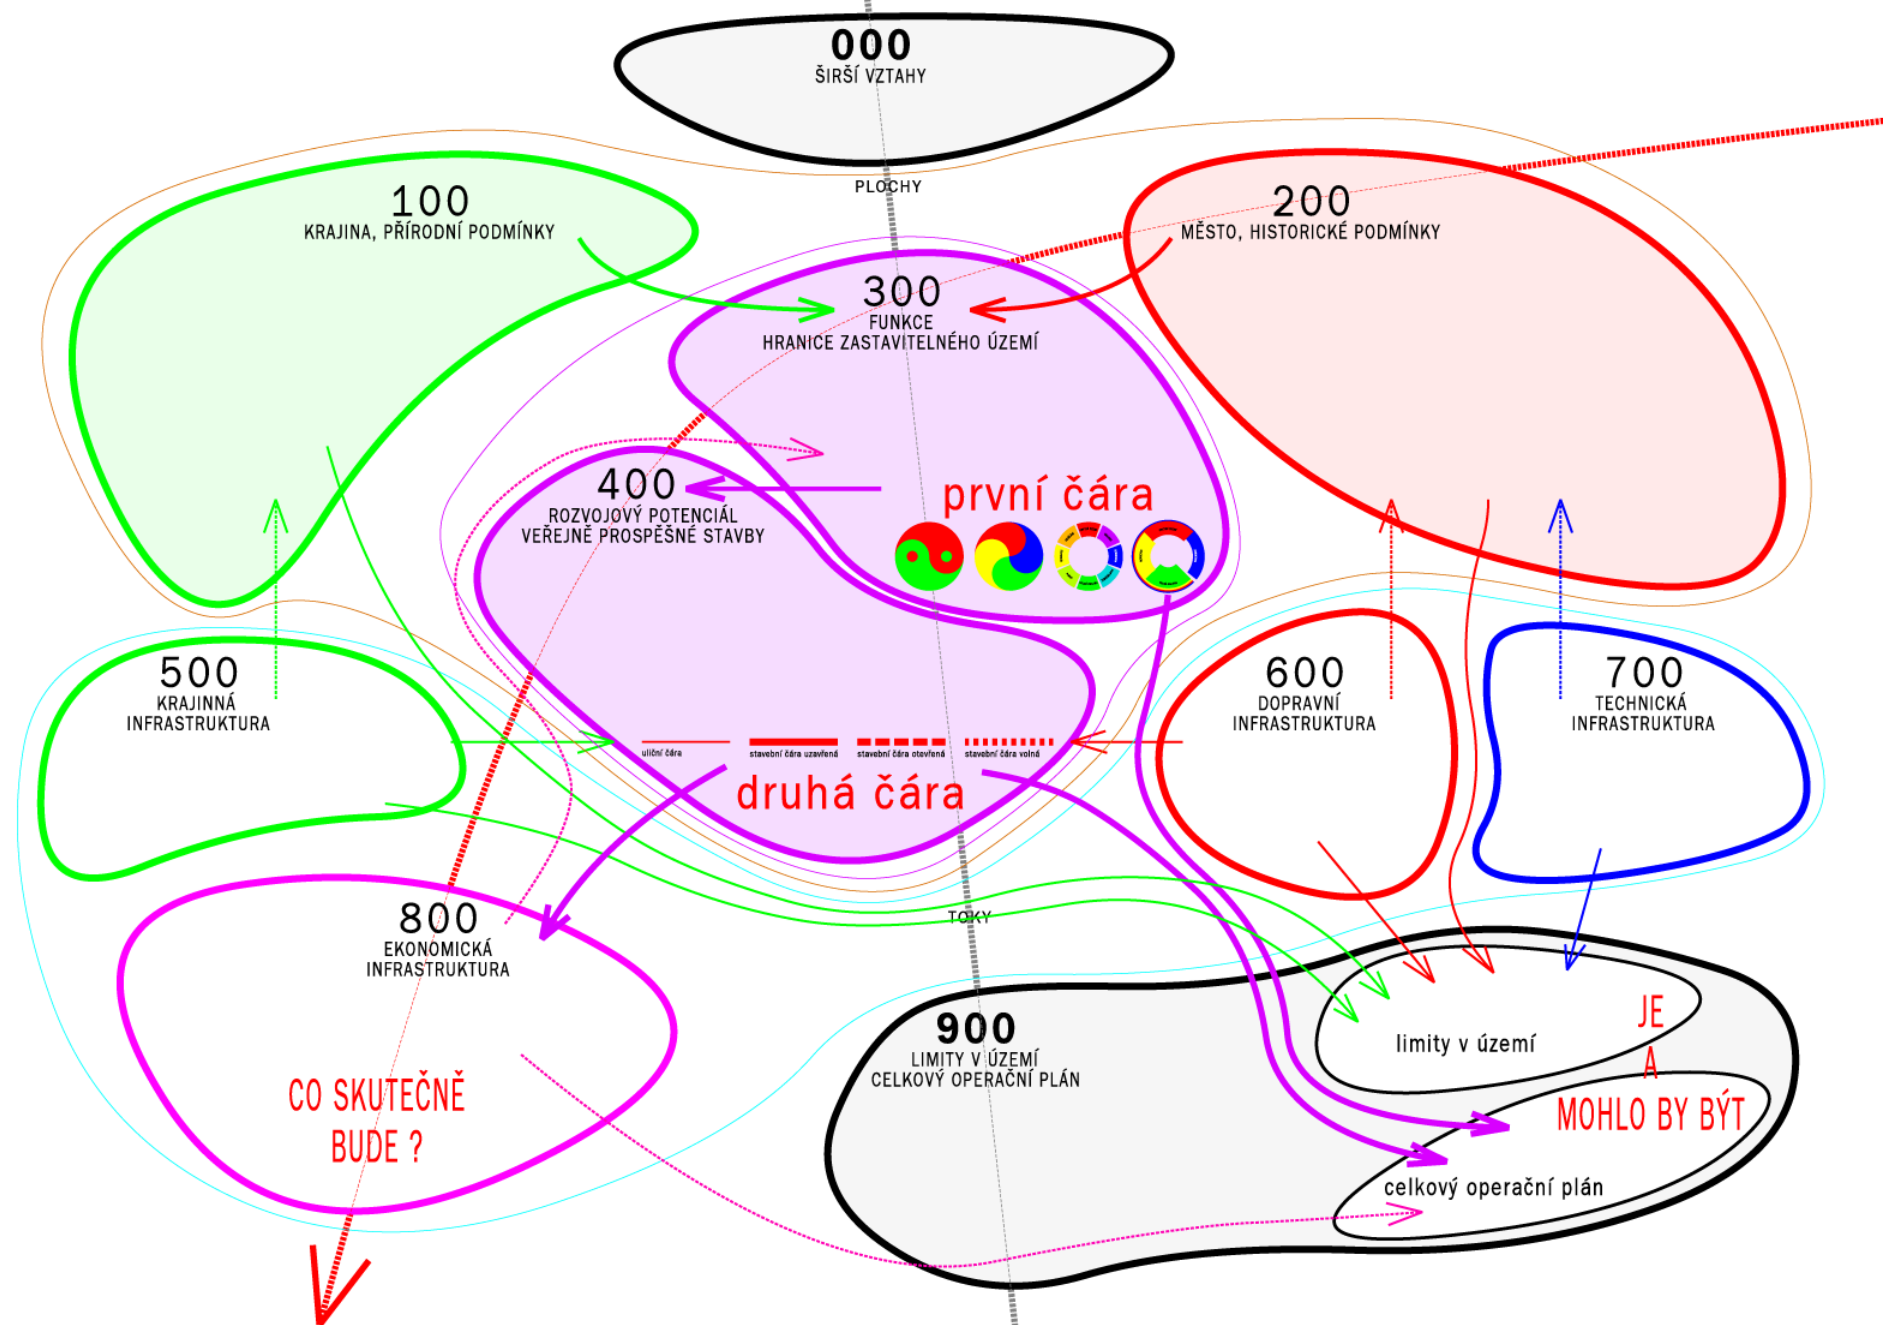 000
ŠIRŠÍ VZTAHY
PLOCHY
100
KRAJINA, PŘÍRODNÍ PODMÍNKY
200
MĚSTO, HISTORICKÉ PODMÍNKY
300
FUNKCE
HRANICE ZASTAVITELNÉHO ÚZEMÍ
400
ROZVOJOVÝ POTENCIÁL
VEŘEJNĚ PROSPĚŠNÉ STAVBY
první čára
500
KRAJINNÁ
INFRASTRUKTURA
600
DOPRAVNÍ
INFRASTRUKTURA
700
TECHNICKÁ
INFRASTRUKTURA
uliční čára
stavební čára uzavřená
stavební čára otevřená
stavební čára volná
druhá čára
800
EKONOMICKÁ
INFRASTRUKTURA
CO SKUTEČNĚ
BUDE ?
TOKY
900
LIMITY V ÚZEMÍ
CELKOVÝ OPERAČNÍ PLÁN
limity v území
JE
A
MOHLO BY BÝT
celkový operační plán